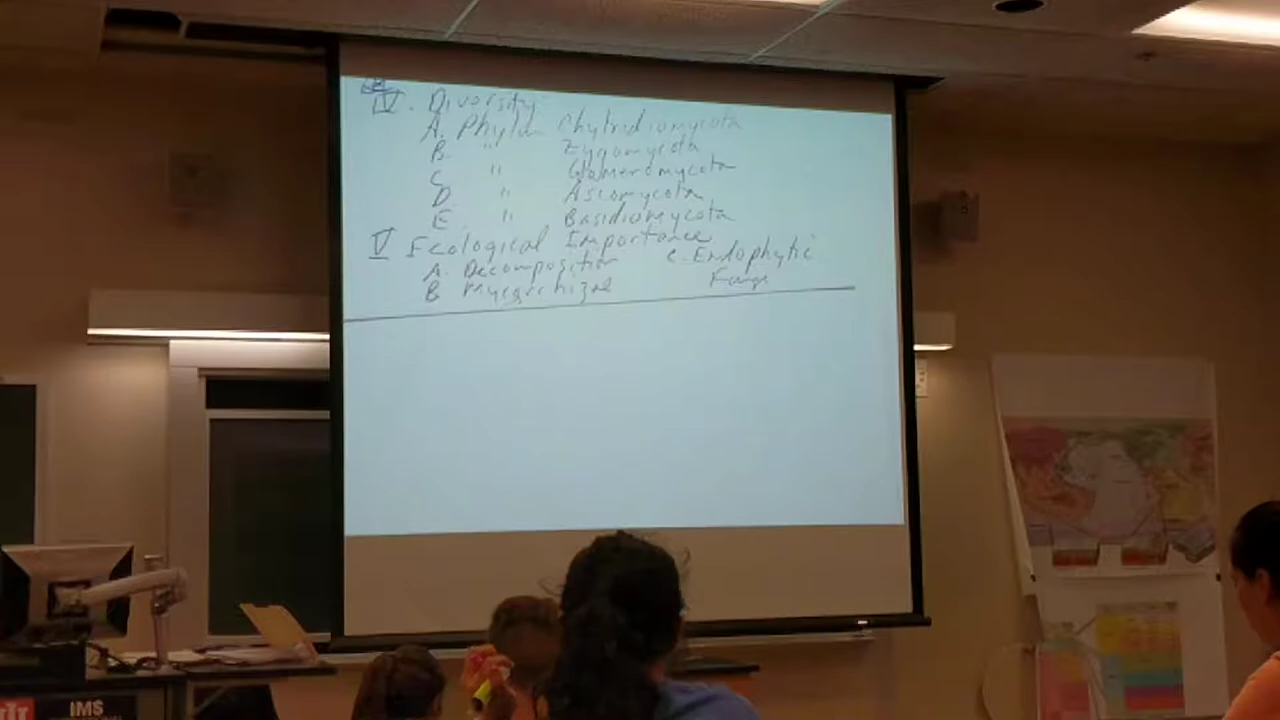 IV. Diversity
A. Phylum Chytridiomycota
B. " Zygomycota
C " Glomeromycota
D. " Ascomycota
E. " Basidiomycota
V Ecological Importance
A. Decomposition C. Endophytic
B Mycorrhizae Fungi
IMS